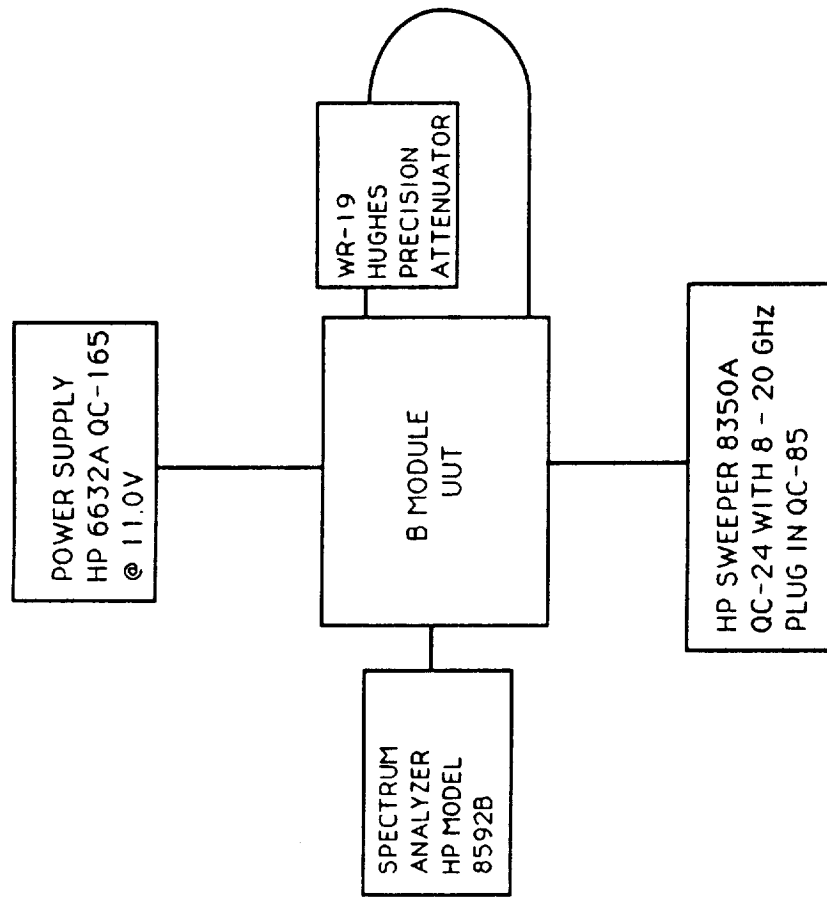 POWER SUPPLY
HP 6632A QC-165
@ 11.0V
WR-19
HUGHES
PRECISION
ATTENUATOR
B MODULE
UUT
SPECTRUM
ANALYZER
HP MODEL
8592B
HP SWEEPER 8350A
QC-24 WITH 8 - 20 GHz
PLUG IN QC-85